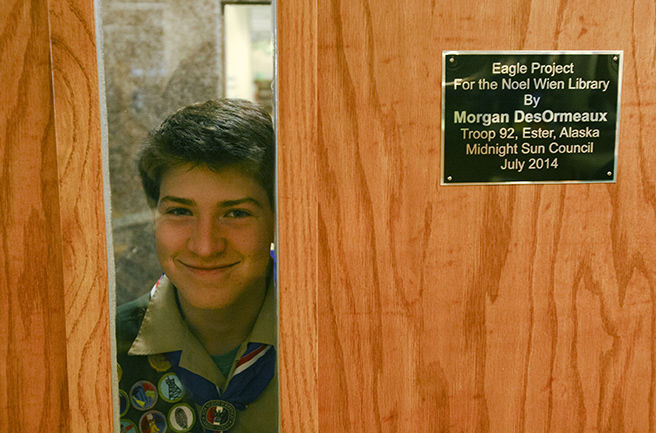 Eagle Project
For the Noel Wien Library
By
Morgan DesOrmeaux
Troop 92, Ester, Alaska
Midnight Sun Council
July 2014